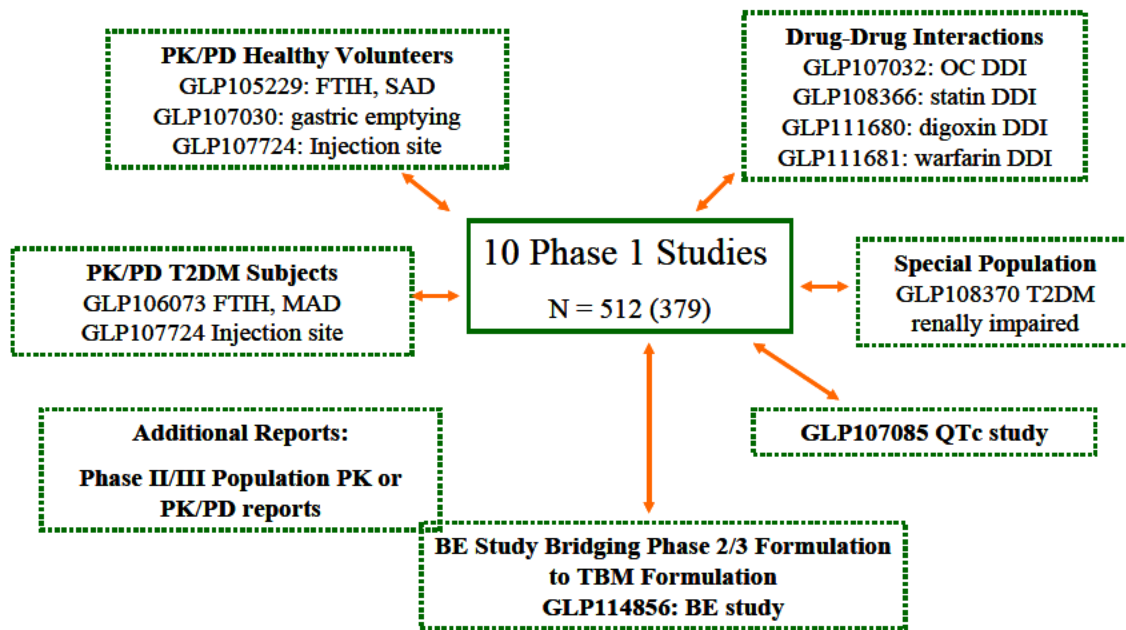 PK/PD Healthy Volunteers
GLP105229: FTIH, SAD
GLP107030: gastric emptying
GLP107724: Injection site
Drug-Drug Interactions
GLP107032: OC DDI
GLP108366: statin DDI
GLP111680: digoxin DDI
GLP111681: warfarin DDI
10 Phase 1 Studies
N = 512 (379)
PK/PD T2DM Subjects
GLP106073 FTIH, MAD
GLP107724 Injection site
Special Population
GLP108370 T2DM
renally impaired
Additional Reports:
Phase II/III Population PK or
PK/PD reports
GLP107085 QTc study
BE Study Bridging Phase 2/3 Formulation
to TBM Formulation
GLP114856: BE study